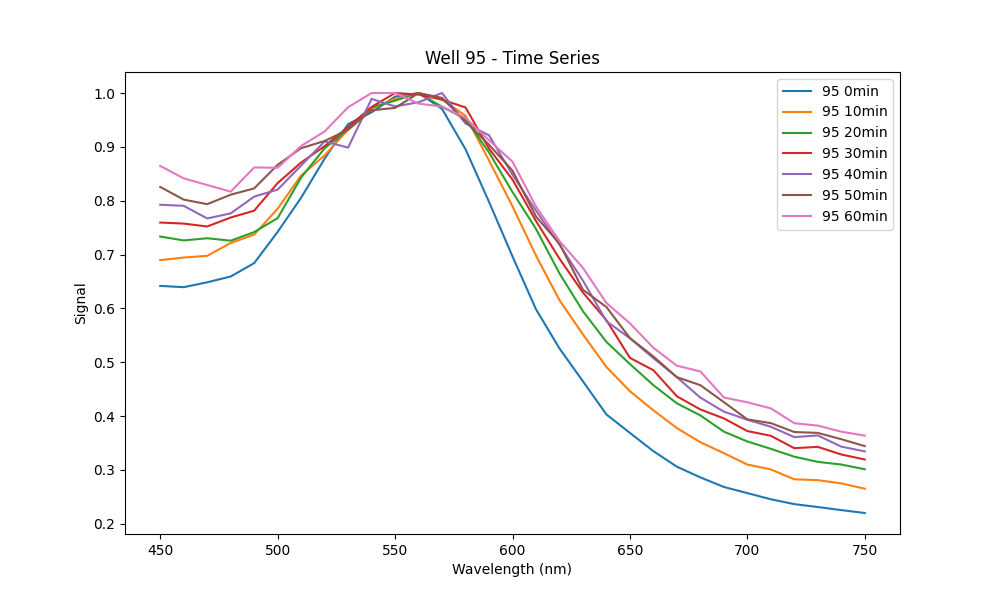 Well 95 - Time Series
Signal
1.0
0.9
0.8
0.7
0.6
0.5
0.4
0.3
0.2
95 0min
95 10min
95 20min
95 30min
95 40min
95 50min
95 60min
450 500 550 600 650 700 750
Wavelength (nm)